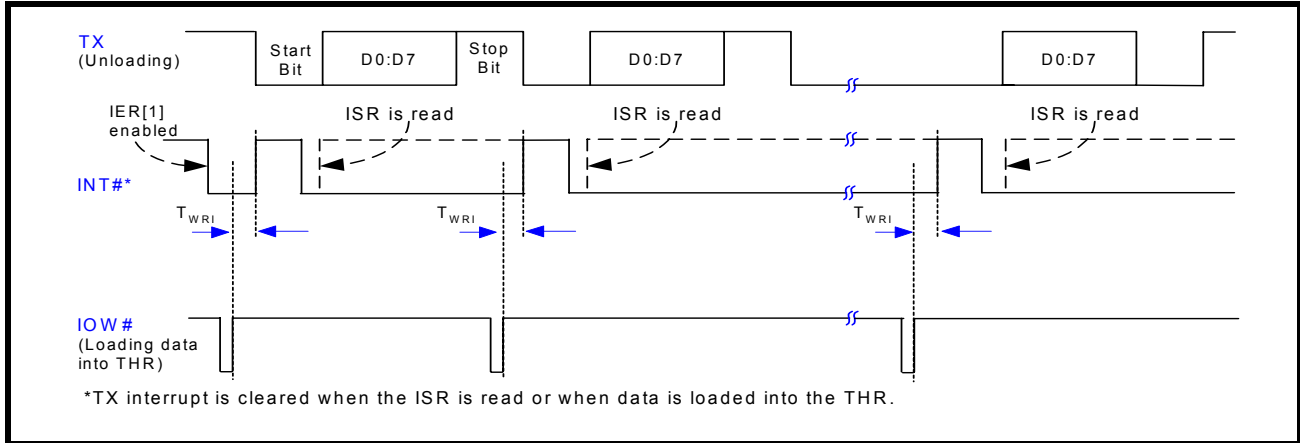 TX
(Unloading)
Start
Bit
D0:D7
Stop
Bit
D0:D7
D0:D7
IER[1]
enabled
ISR is read
ISR is read
ISR is read
INT#*
TWRI
TWRI
TWRI
IOW#
(Loading data
into THR)
*TX interrupt is cleared when the ISR is read or when data is loaded into the THR.